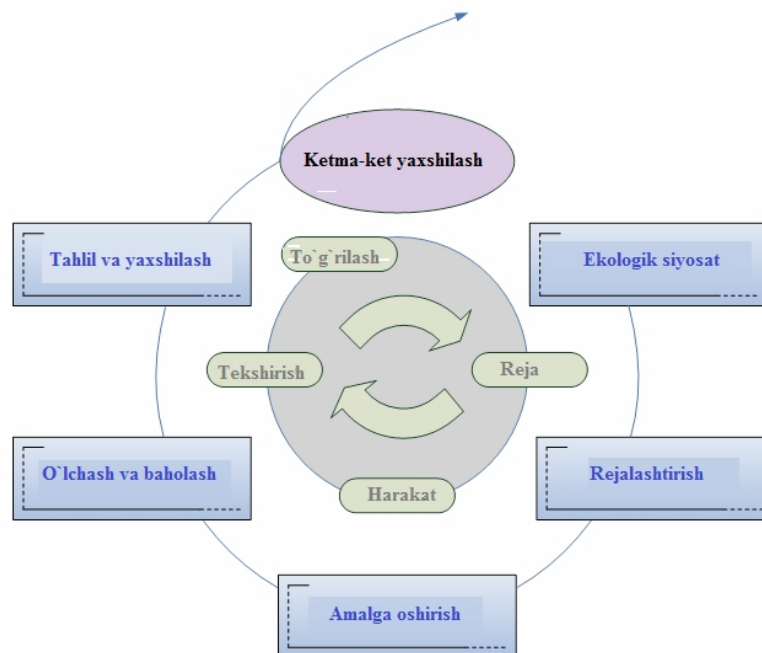 Ketma-ket yaxshilash
Tahlil va yaxshilash
To`g`rilash
Ekologik siyosat
Tekshirish
Reja
O`lchash va baholash
Harakat
Rejalashtirish
Amalga oshirish